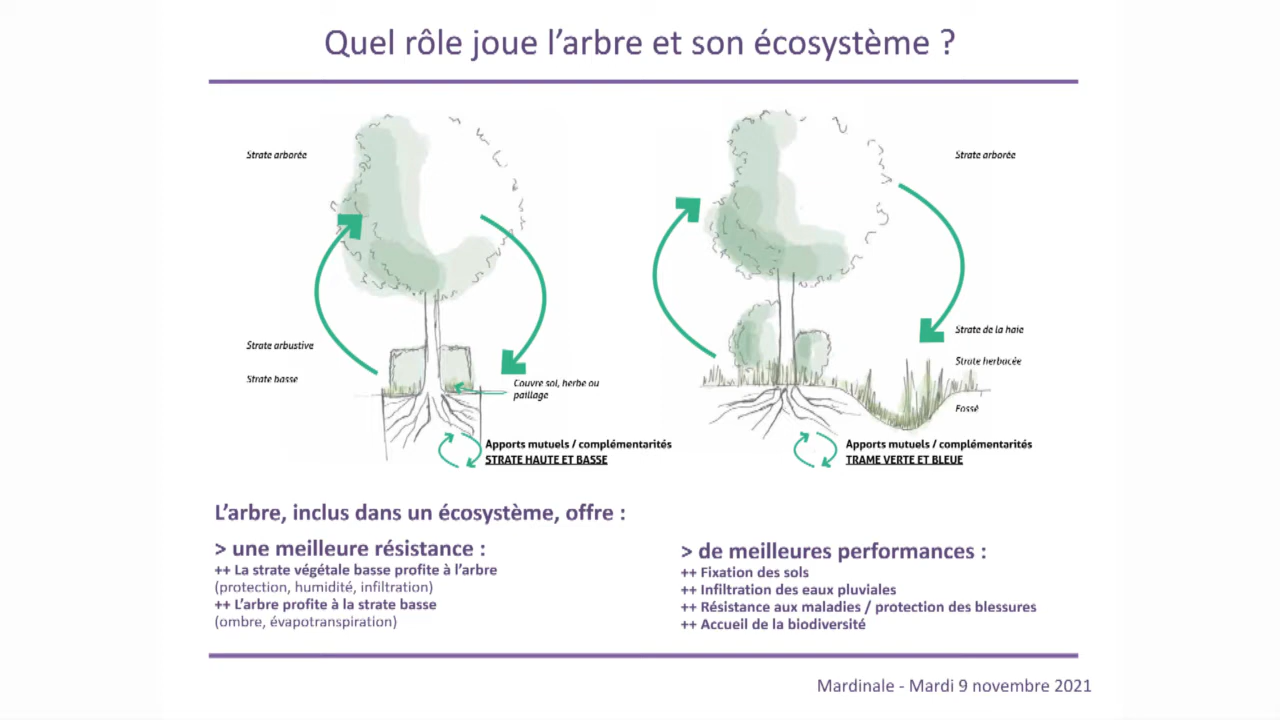 Quel rôle joue l’arbre et son écosystème ?
Strate arborée
Strate arbustive
Strate basse
Couvre sol, herbe ou
paillage
Apports mutuels / complémentarités
STRATE HAUTE ET BASSE
Strate arborée
Strate de la haie
Strate herbacée
Fossé
Apports mutuels / complémentarités
TRAME VERTE ET BLEUE
L’arbre, inclus dans un écosystème, offre :
> une meilleure résistance :
++ La strate végétale basse profite à l’arbre
(protection, humidité, infiltration)
++ L’arbre profite à la strate basse
(ombre, évapotranspiration)
> de meilleures performances :
++ Fixation des sols
++ Infiltration des eaux pluviales
++ Résistance aux maladies / protection des blessures
++ Accueil de la biodiversité
Mardinale - Mardi 9 novembre 2021